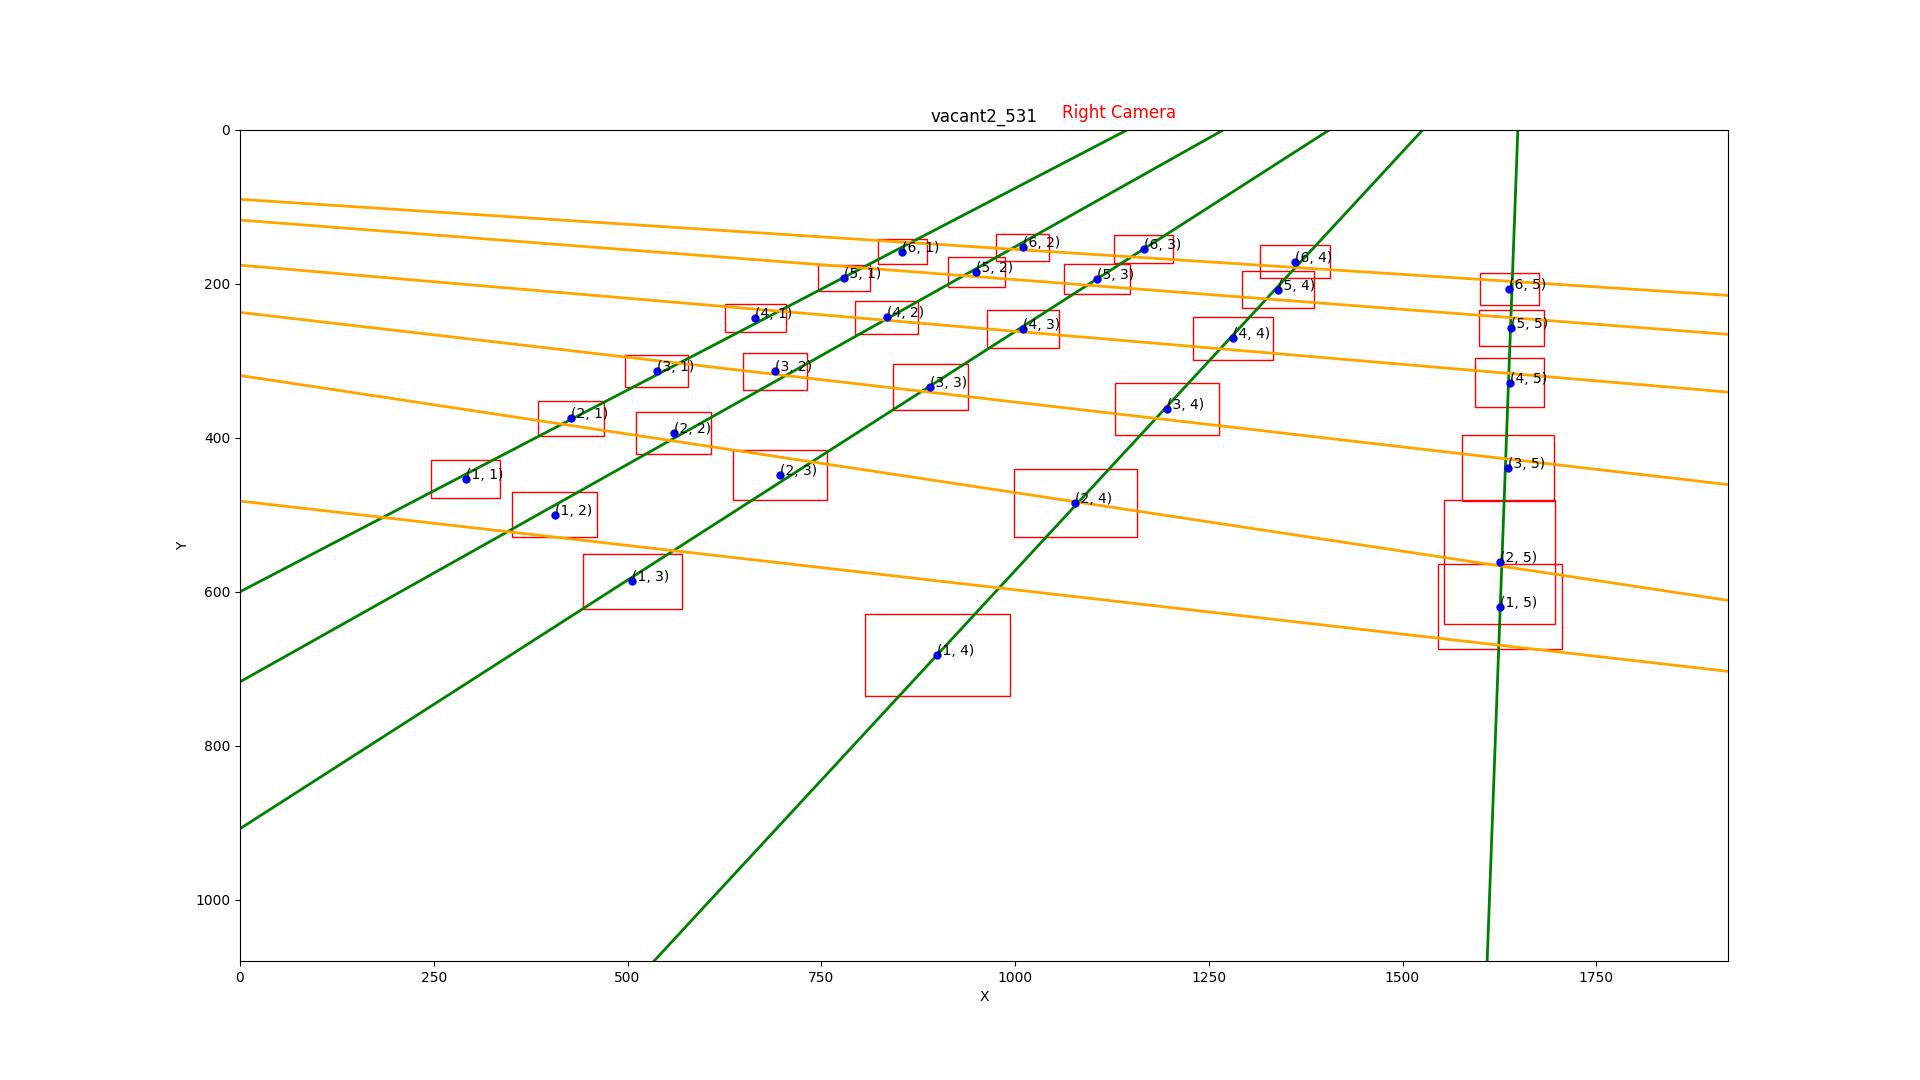 vacant2_531 Right Camera
0
(6, 1) (6, 2) (6, 3) (6, 4)
(5, 1) (5, 2) (5, 3) (5, 4) (6, 5)
200
(4, 1) (4, 2) (4, 3) (4, 4) (5, 5)
(3, 1) (3, 2) (3, 3) (3, 4) (4, 5)
400
(2, 1) (2, 2) (2, 3) (2, 4) (3, 5)
(1, 1) (1, 2) (1, 3) (1, 4) (2, 5)
600
(1, 5)
800
1000
Y
0 250 500 750 1000 1250 1500 1750
X